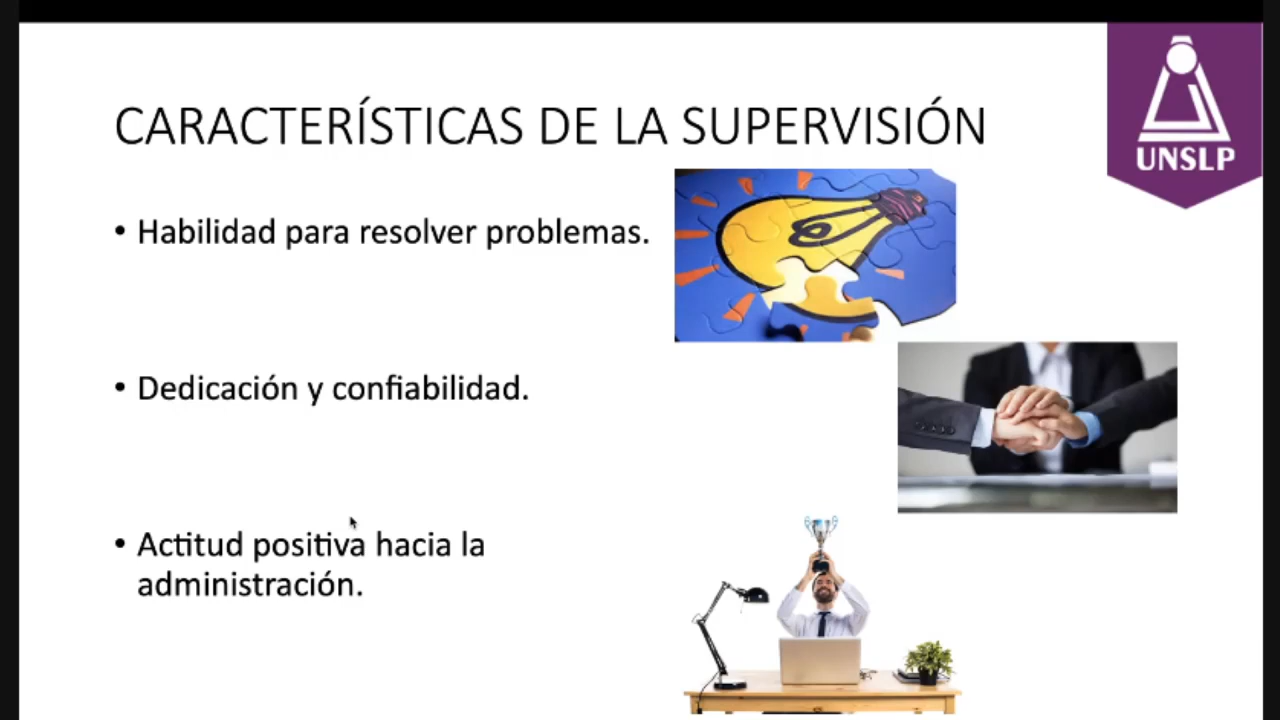 CARACTERÍSTICAS DE LA SUPERVISIÓN
UNSLP
• Habilidad para resolver problemas.
• Dedicación y confiabilidad.
• Actitud positiva hacia la
administración.